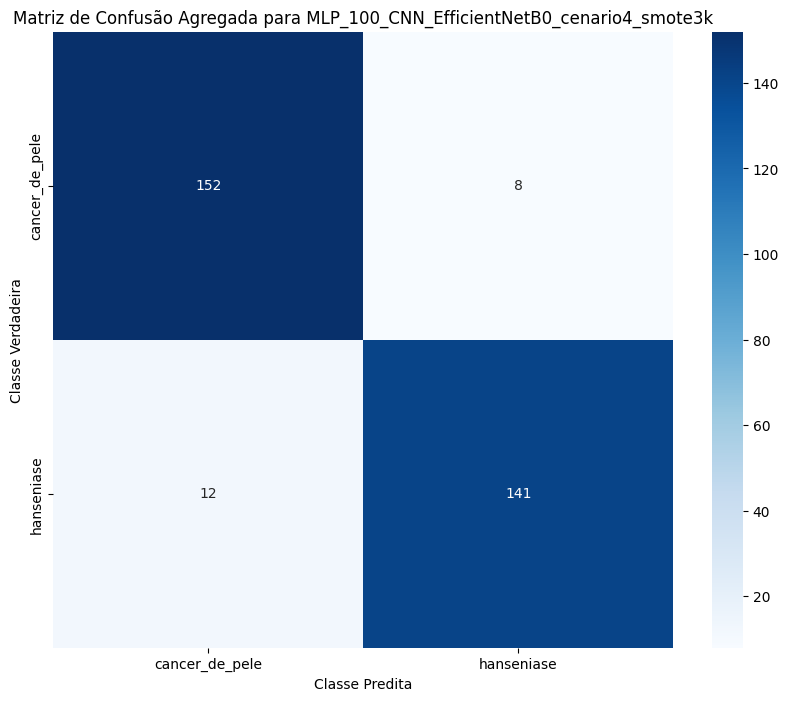 Matriz de Confusão Agregada para MLP_100_CNN_EfficientNetB0_cenario4_smote3k
Classe Verdadeira
cancer_de_pele
152
8
hanseniase
12
141
cancer_de_pele
hanseniase
Classe Predita
140
120
100
80
60
40
20